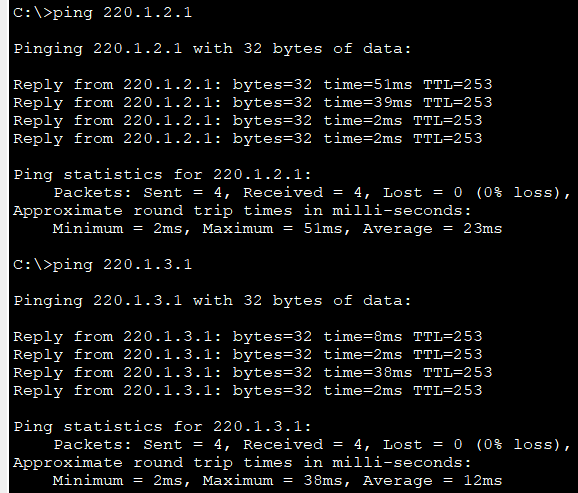 C:\>ping 220.1.2.1
Pinging 220.1.2.1 with 32 bytes of data:
Reply from 220.1.2.1: bytes=32 time=51ms TTL=253
Reply from 220.1.2.1: bytes=32 time=39ms TTL=253
Reply from 220.1.2.1: bytes=32 time=2ms TTL=253
Reply from 220.1.2.1: bytes=32 time=2ms TTL=253
Ping statistics for 220.1.2.1:
    Packets: Sent = 4, Received = 4, Lost = 0 (0% loss),
Approximate round trip times in milli-seconds:
    Minimum = 2ms, Maximum = 51ms, Average = 23ms
C:\>ping 220.1.3.1
Pinging 220.1.3.1 with 32 bytes of data:
Reply from 220.1.3.1: bytes=32 time=8ms TTL=253
Reply from 220.1.3.1: bytes=32 time=2ms TTL=253
Reply from 220.1.3.1: bytes=32 time=38ms TTL=253
Reply from 220.1.3.1: bytes=32 time=2ms TTL=253
Ping statistics for 220.1.3.1:
    Packets: Sent = 4, Received = 4, Lost = 0 (0% loss),
Approximate round trip times in milli-seconds:
    Minimum = 2ms, Maximum = 38ms, Average = 12ms